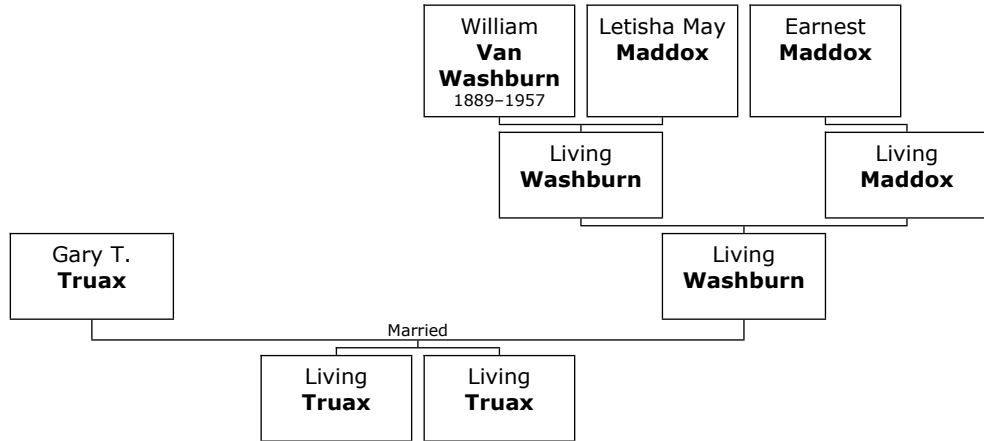 William
Van
Washburn
1889–1957
Letisha May
Maddox
Earnest
Maddox
Living
Washburn
Living
Maddox
Gary T.
Truax
Living
Washburn
Married
Living
Truax
Living
Truax